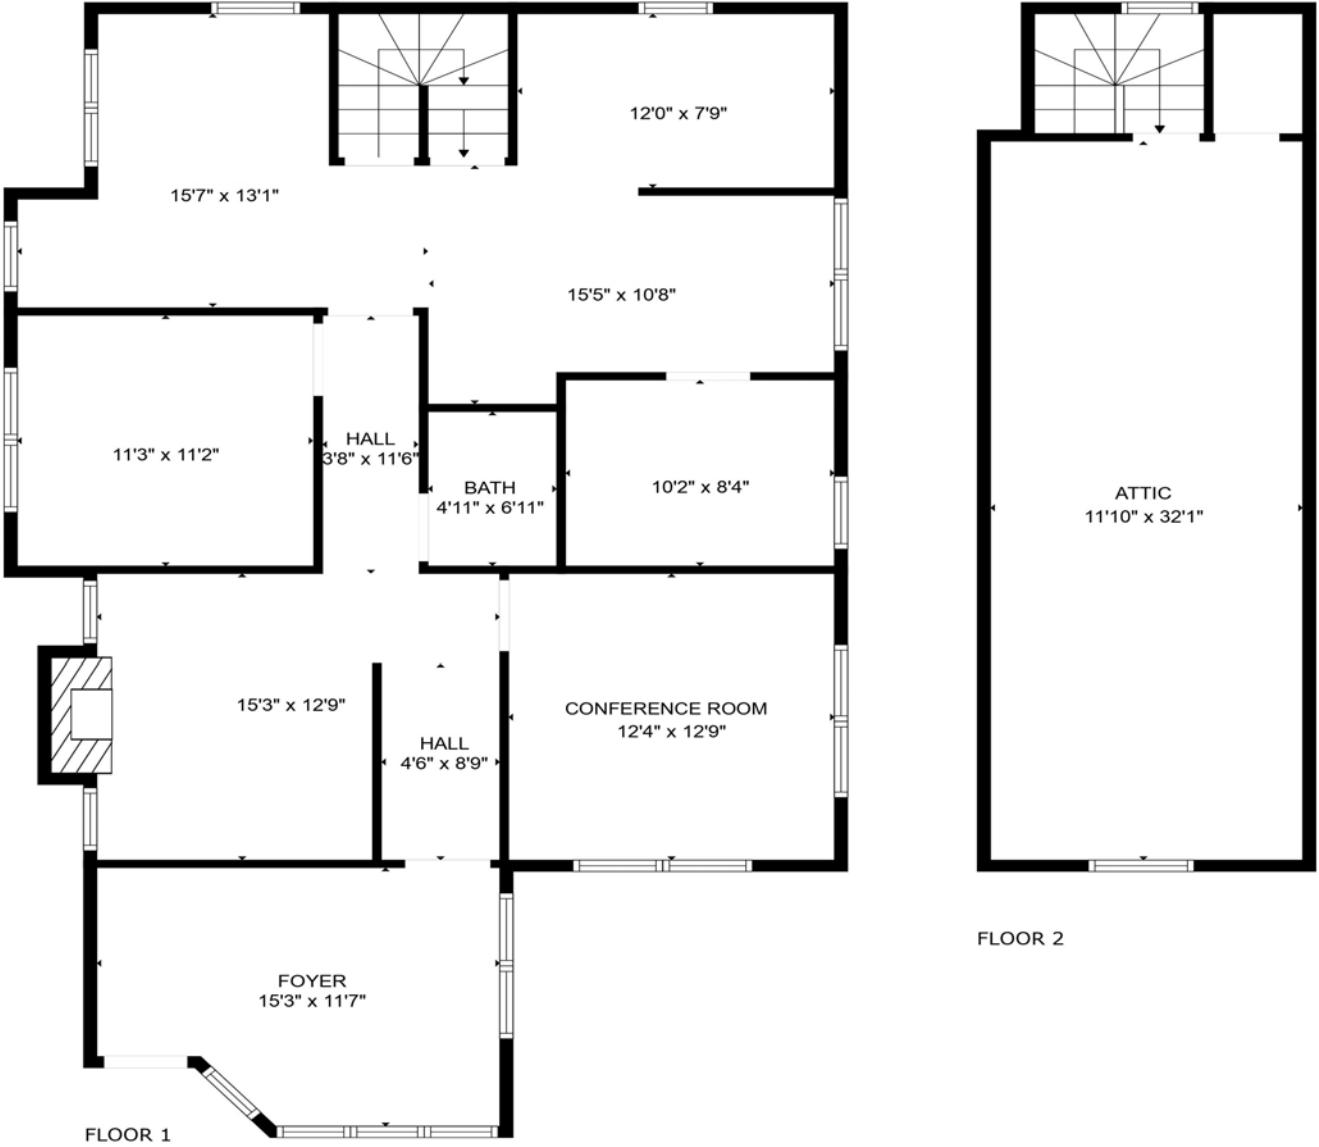 12'0" x 7'9"
15'7" x 13'1"
15'5" x 10'8"
11'3" x 11'2"
HALL
3'8" x 11'6"
BATH
4'11" x 6'11"
10'2" x 8'4"
15'3" x 12'9"
HALL
4'6" x 8'9"
CONFERENCE ROOM
12'4" x 12'9"
FOYER
15'3" x 11'7"
FLOOR 1
ATTIC
11'10" x 32'1"
FLOOR 2